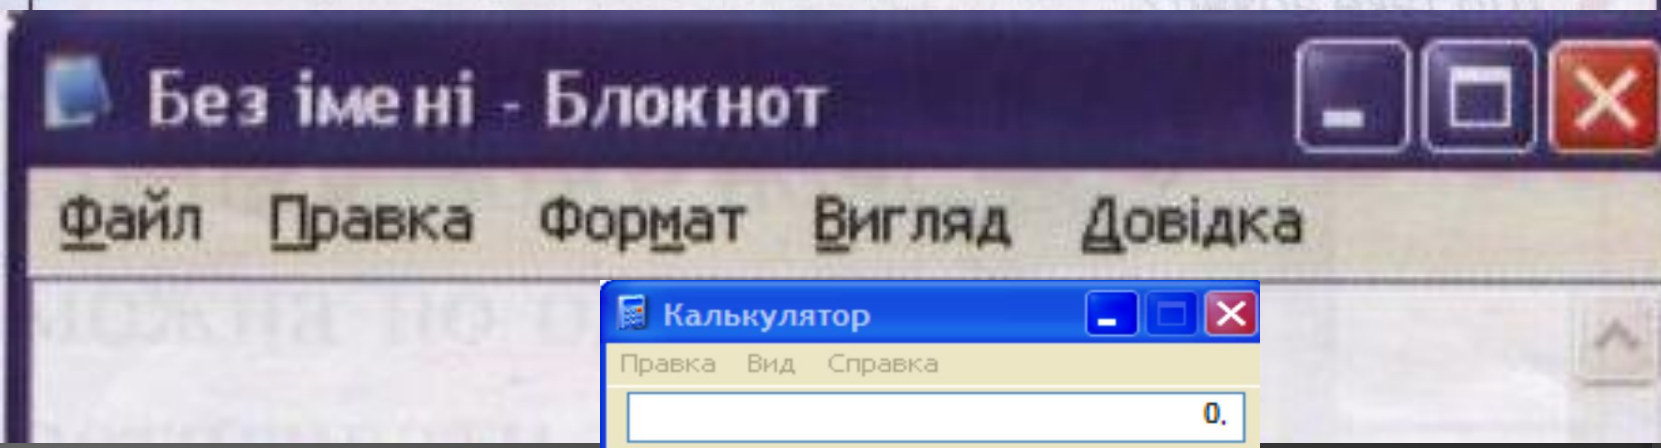 Без імені - Блокнот
Файл Правка Формат Вигляд Довідка
Калькулятор
Правка Вид Справка
0.